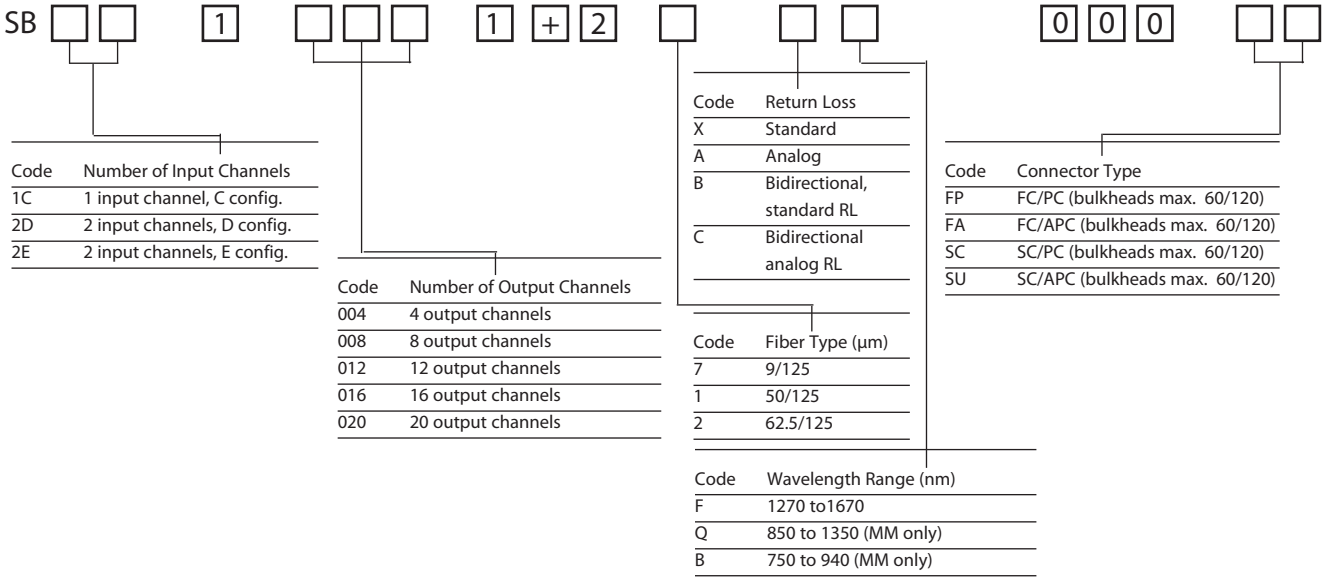 SB 1 1 + 2 0 0 0
Code Number of Input Channels
1C 1 input channel, C config.
2D 2 input channels, D config.
2E 2 input channels, E config.
Code Number of Output Channels
004 4 output channels
008 8 output channels
012 12 output channels
016 16 output channels
020 20 output channels
Code Return Loss
X Standard
A Analog
B Bidirectional,
standard RL
C Bidirectional
analog RL
Code Fiber Type (µm)
7 9/125
1 50/125
2 62.5/125
Code Wavelength Range (nm)
F 1270 to1670
Q 850 to 1350 (MM only)
B 750 to 940 (MM only)
Code Connector Type
FP FC/PC (bulkheads max. 60/120)
FA FC/APC (bulkheads max. 60/120)
SC SC/PC (bulkheads max. 60/120)
SU SC/APC (bulkheads max. 60/120)